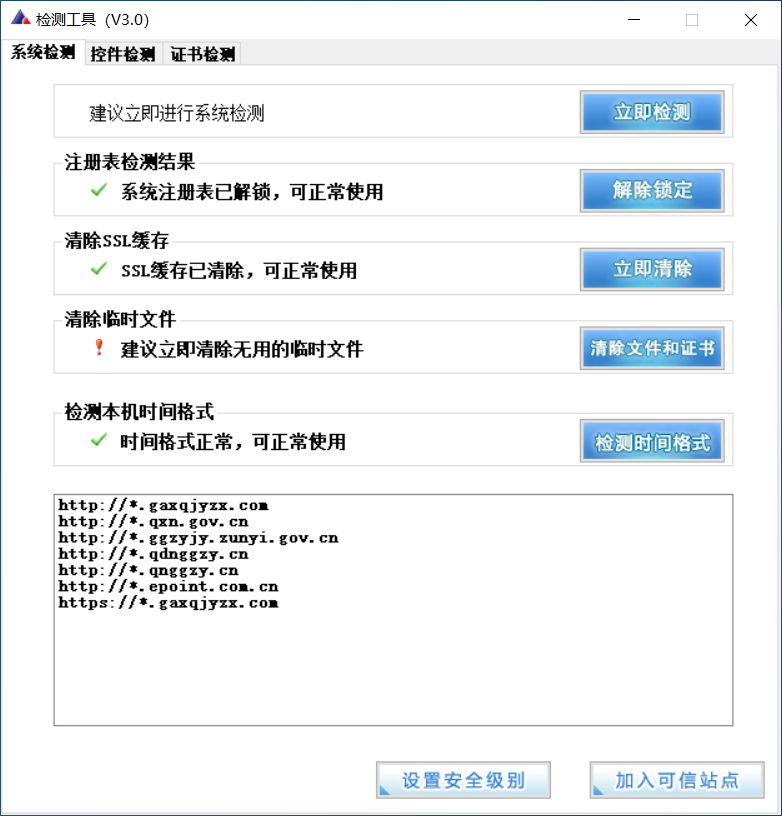 检测工具（V3.0）
系统检测 控件检测 证书检测
建议立即进行系统检测 立即检测
注册表检测结果
系统注册表已解锁，可正常使用 解除锁定
清除SSL缓存
SSL缓存已清除，可正常使用 立即清除
清除临时文件
建议立即清除无用的临时文件 清除文件和证书
检测本机时间格式
时间格式正常，可正常使用 检测时间格式
http://*.gaxqjyzx.com
http://*.qxn.gov.cn
http://*.ggzyjy.zunyi.gov.cn
http://*.qdnggzy.cn
http://*.qnggzy.cn
http://*.epoint.com.cn
https://*.gaxqjyzx.com
设置安全级别 加入可信站点